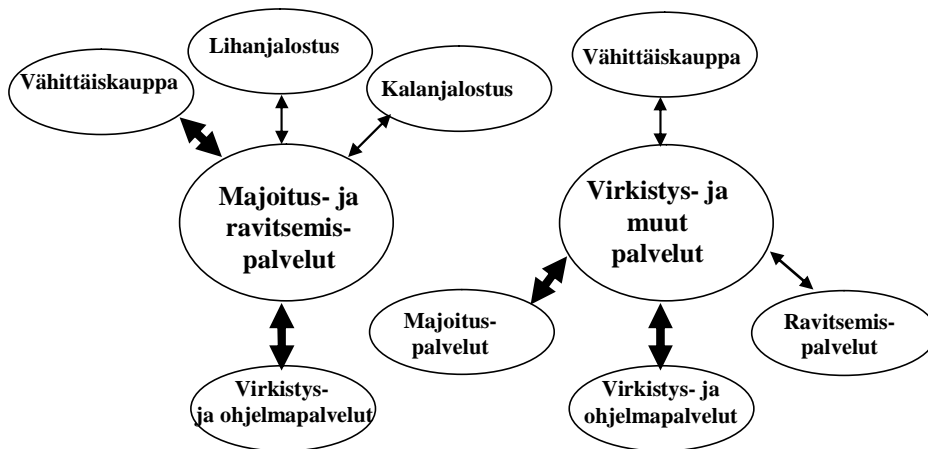 Lihanjalostus
Vähittäiskauppa
Kalanjalostus
Majoitus- ja
ravitsemis-
palvelut
Virkistys-
ja ohjelmapalvelut
Vähittäiskauppa
Virkistys- ja
muut
palvelut
Majoitus-
palvelut
Ravitsemis-
palvelut
Virkistys- ja
ohjelmapalvelut